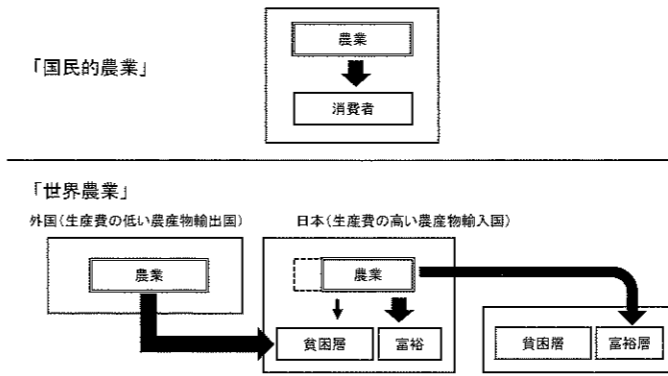 「国民的農業」
農業
消費者
「世界農業」
外国(生産費の低い農産物輸出国)
日本(生産費の高い農産物輸入国)
農業
農業
貧困層
富裕
貧困層
富裕層